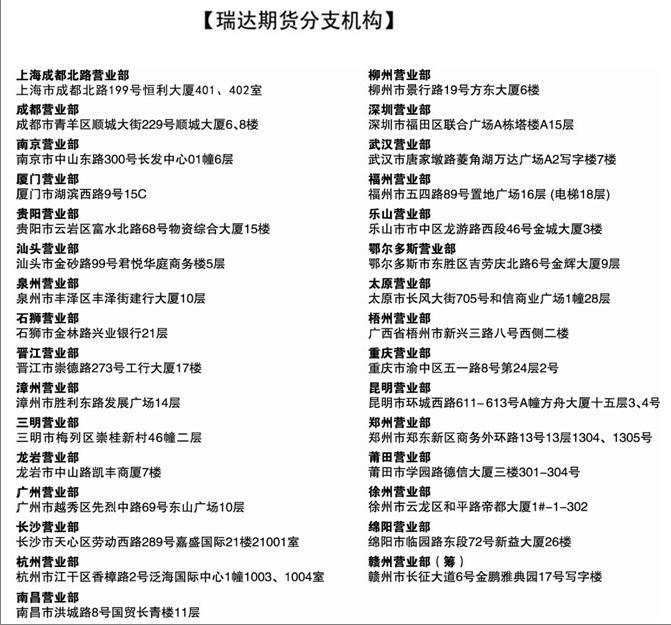 【瑞达期货分支机构】
上海成都北路营业部
上海市成都北路199号恒利大厦401、402室
成都营业部
成都市青羊区顺城大街229号顺城大厦6、8楼
南京营业部
南京市中山东路300号长发中心01幢6层
厦门营业部
厦门市湖滨西路9号15C
贵阳营业部
贵阳市云岩区富水北路68号物资综合大厦15楼
汕头营业部
汕头市金砂路99号君悦华庭商务楼5层
泉州营业部
泉州市丰泽区丰泽街建行大厦10层
石狮营业部
石狮市金林路兴业银行21层
晋江营业部
晋江市崇德路273号工行大厦17楼
漳州营业部
漳州市胜利东路发展广场14层
三明营业部
三明市梅列区崇桂新村46幢二层
龙岩营业部
龙岩市中山路凯丰商厦7楼
广州营业部
广州市越秀区先烈中路69号东山广场10层
长沙营业部
长沙市天心区劳动西路289号嘉盛国际21楼21001室
杭州营业部
杭州市江干区香樟路2号泛海国际中心1幢1003、1004室
南昌营业部
南昌市洪城路8号国贸长青楼11层
柳州营业部
柳州市景行路19号方东大厦6楼
深圳营业部
深圳市福田区联合广场A栋塔楼A15层
武汉营业部
武汉市唐家墩路菱角湖万达广场A2写字楼7楼
福州营业部
福州市五四路89号置地广场16层 (电梯18层)
乐山营业部
乐山市市中区龙游路西段46号金城大厦3楼
鄂尔多斯营业部
鄂尔多斯市东胜区吉劳庆北路6号金辉大厦9层
太原营业部
太原市长风大街705号和信商业广场1幢28层
梧州营业部
广西省梧州市新兴三路八号西侧二楼
重庆营业部
重庆市渝中区五一路8号第24层2号
昆明营业部
昆明市环城西路611-613号A幢方舟大厦十五层3、4号
郑州营业部
郑州市郑东新区商务外环路13号13层1304、1305号
莆田营业部
莆田市学园路德信大厦三楼301-304号
徐州营业部
徐州市云龙区和平路帝都大厦1#-1-302
绵阳营业部
绵阳市临园路东段72号新益大厦26楼
赣州营业部（筹）
赣州市长征大道6号金鹏雅典园17号写字楼